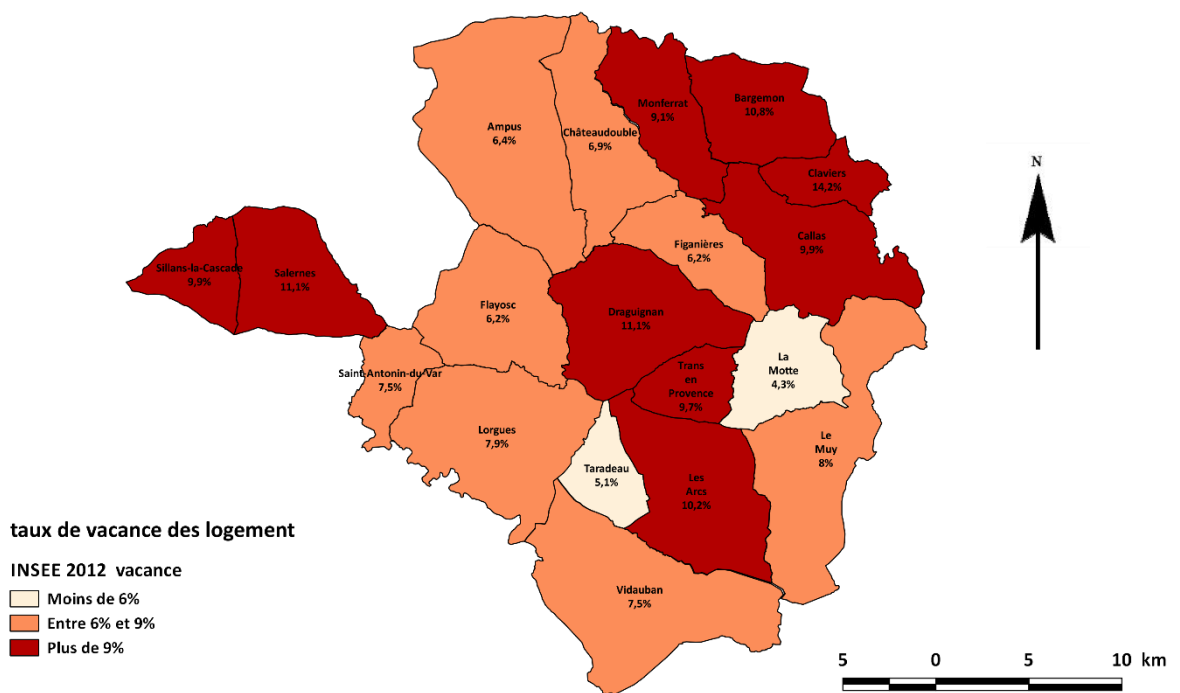 Monferrat
9,1%
Bargemon
10,8%
Ampus
6,4%
Châteaudouble
6,9%
N
Claviers
14,2%
Callas
9,9%
Figanières
6,2%
Sillans-la-Cascade
9,9%
Salernes
11,1%
Flayosc
6,2%
Draguignan
11,1%
La
Motte
4,3%
Saint-Antonin-du-Var
7,5%
Trans
en
Provence
9,7%
Lorgues
7,9%
Le
Muy
8%
Taradeau
5,1%
Les
Arcs
10,2%
Vidauban
7,5%
taux de vacance des logement
INSEE 2012 vacance
Moins de 6%
Entre 6% et 9%
Plus de 9%
5 0 5 10 km